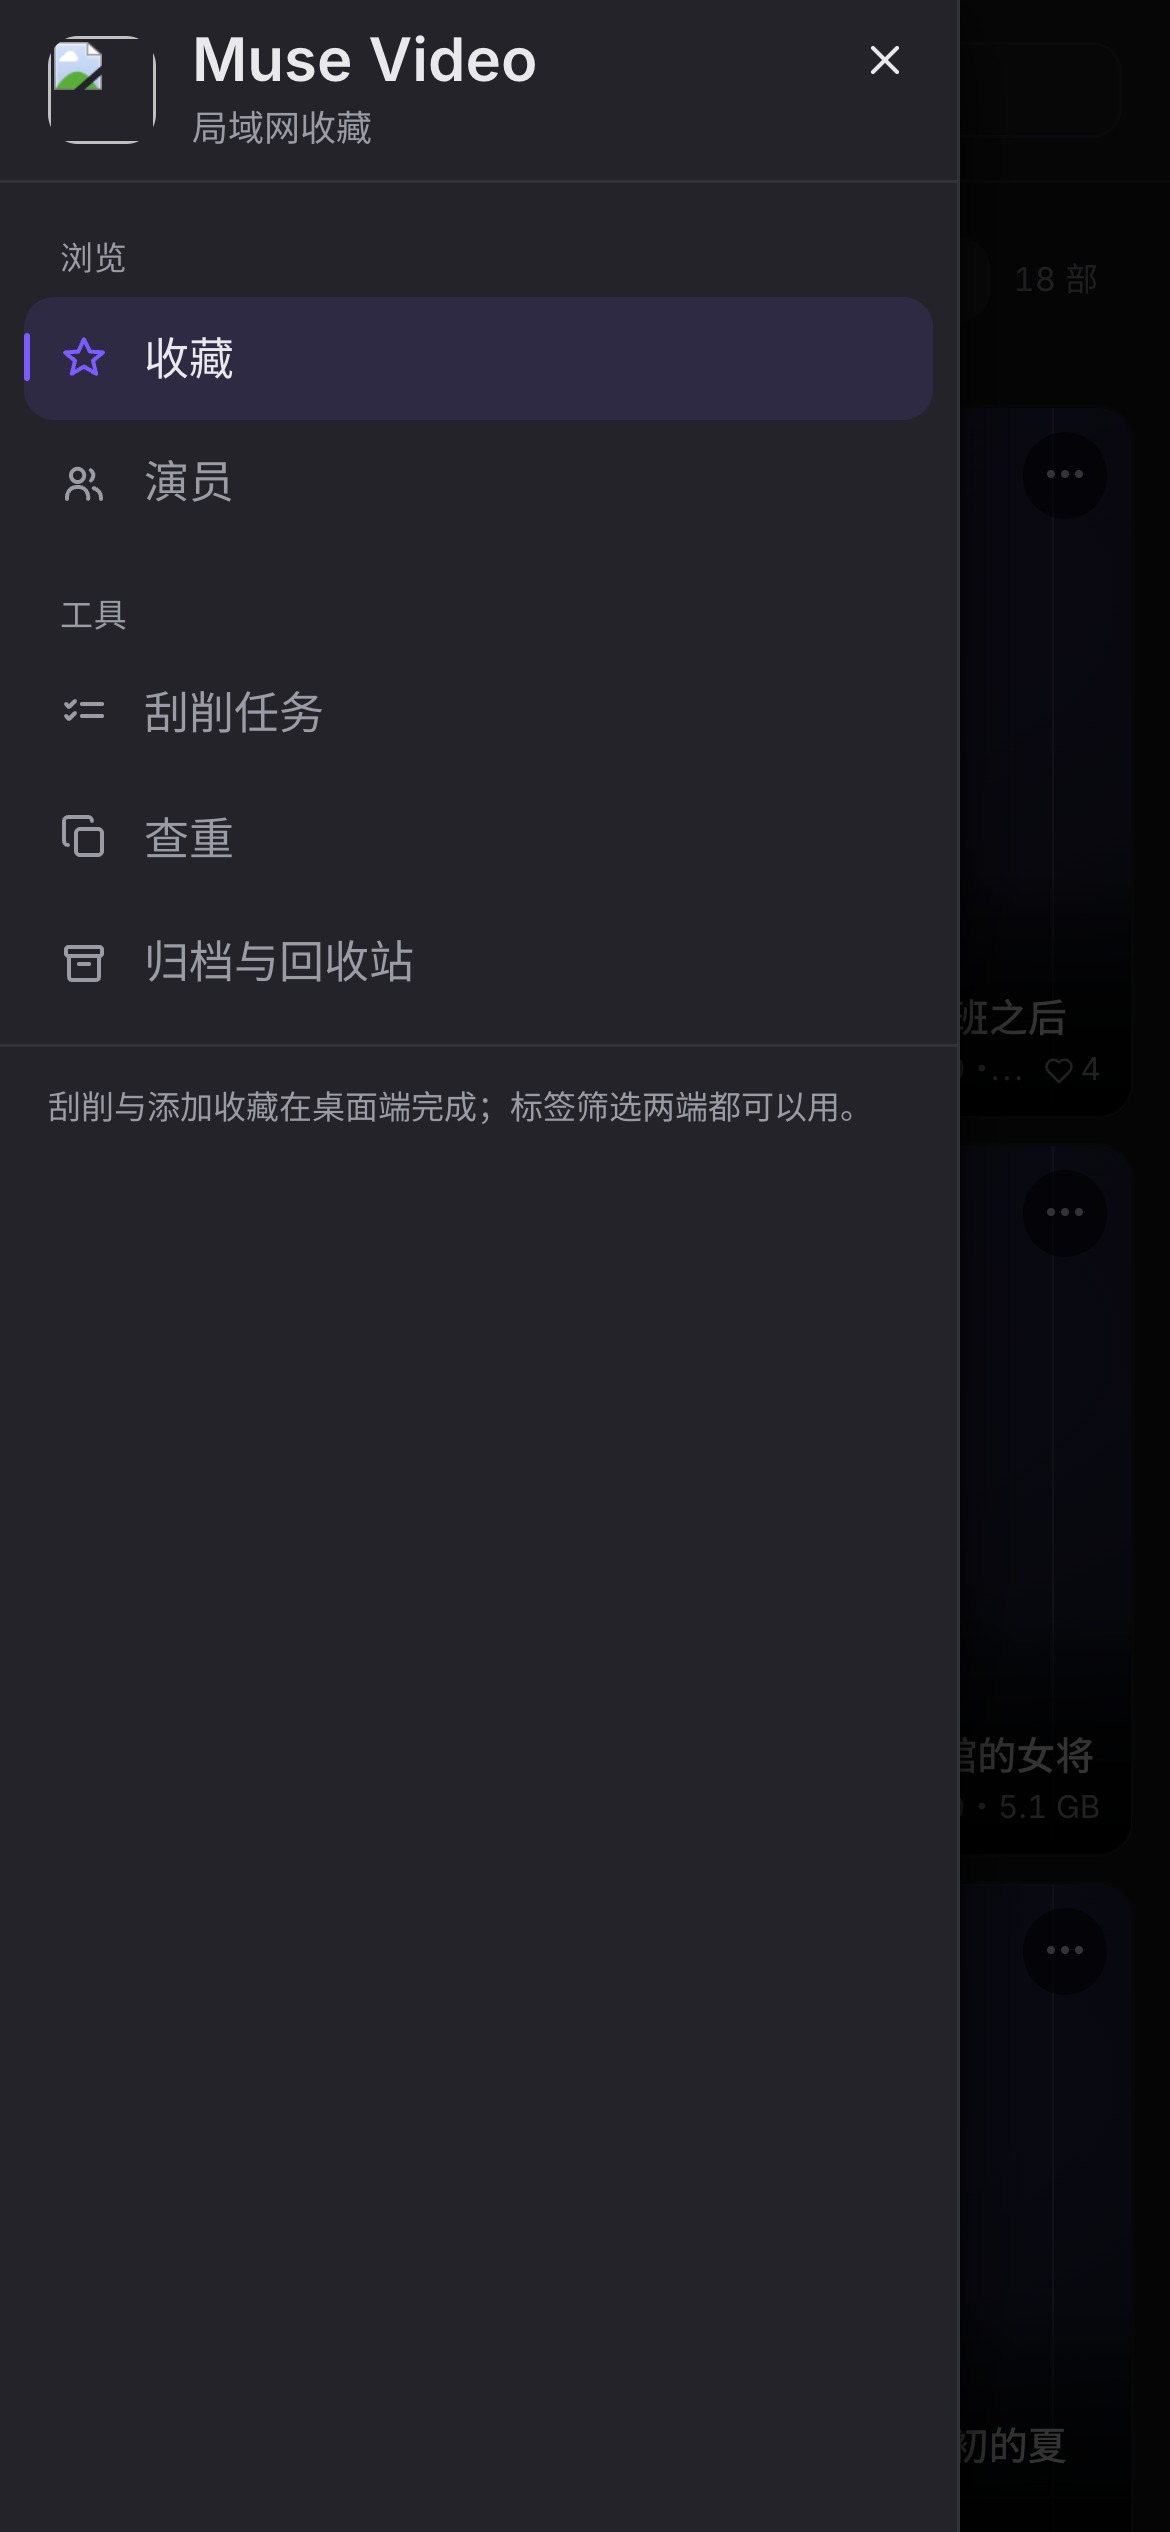 Muse Video
局域网收藏
浏览
收藏
演员
工具
刮削任务
查重
归档与回收站
刮削与添加收藏在桌面端完成；标签筛选两端都可以用。
18 部
班之后
•... 4
的女将
• 5.1 GB
初的夏